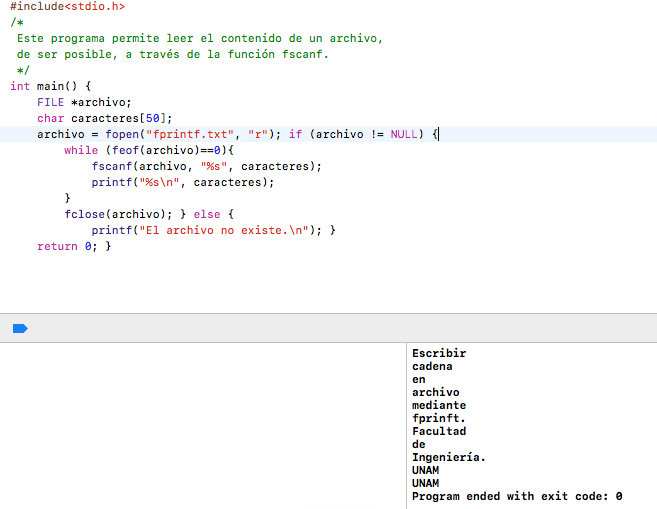 #include<stdio.h>
/*
 Este programa permite leer el contenido de un archivo,
 de ser posible, a través de la función fscanf.
 */
int main() {
    FILE *archivo;
    char caracteres[50];
    archivo = fopen("fprintf.txt", "r"); if (archivo != NULL) {
        while (feof(archivo)==0){
            fscanf(archivo, "%s", caracteres);
            printf("%s\n", caracteres);
        }
        fclose(archivo); } else {
            printf("El archivo no existe.\n"); }
    return 0; }
Escribir
cadena
en
archivo
mediante
fprinft.
Facultad
de
Ingeniería.
UNAM
UNAM
Program ended with exit code: 0